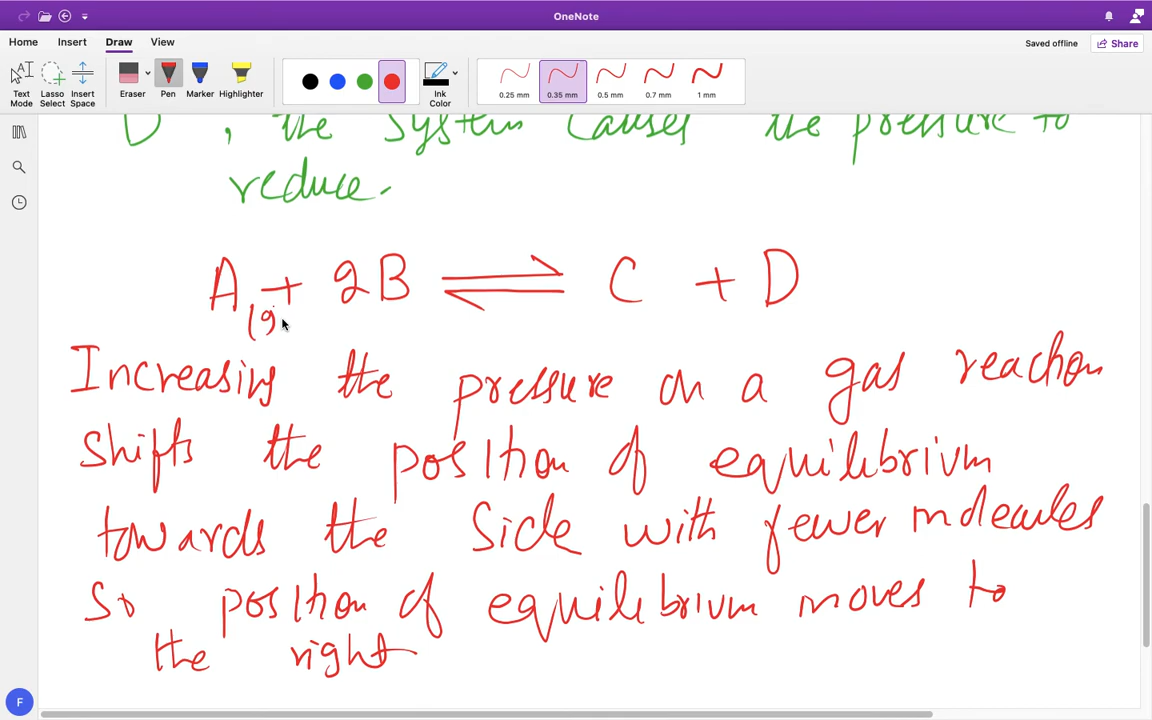 OneNote
Home Insert Draw View
Saved offline
Share
Text Mode
Lasso Select
Insert Space
Eraser
Pen
Marker
Highlighter
Ink Color
0.25 mm
0.35 mm
0.5 mm
0.7 mm
1 mm
D , the system causes the pressure to
reduce.
A(g + 2B ⇌ C + D
Increasing the pressure on a gas reaction
shifts the position of equilibrium
towards the side with fewer molecules
So position of equilibrium moves to
the right
F